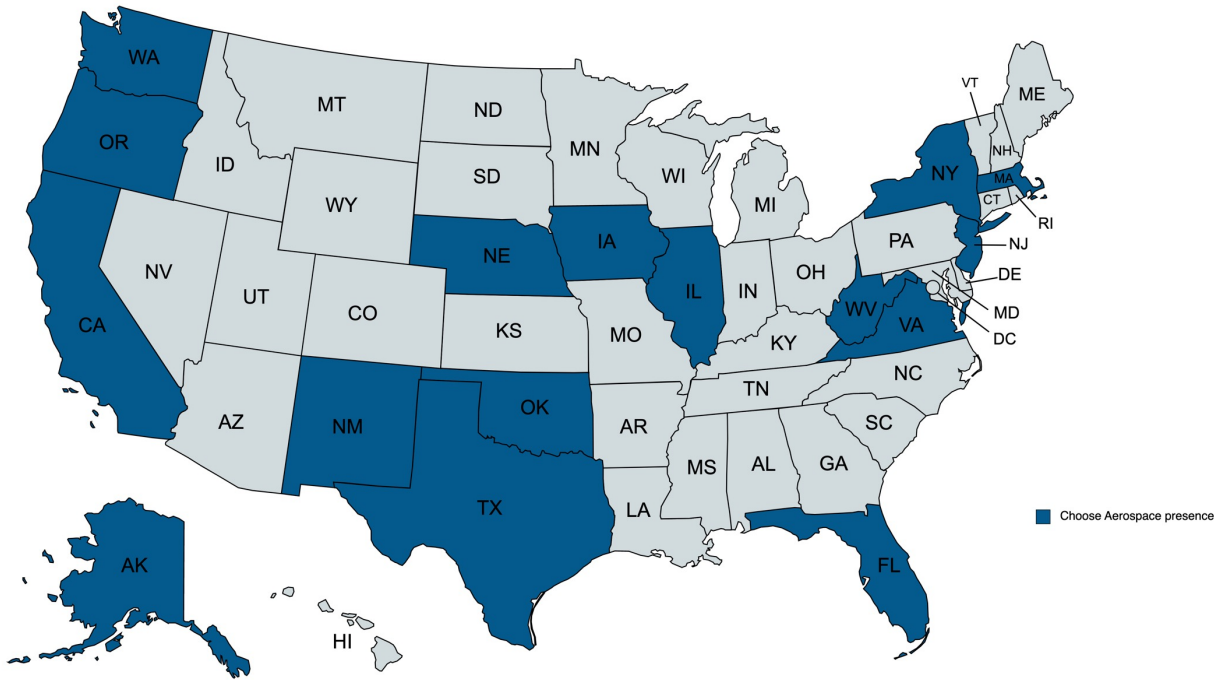 WA
MT
ND
MN
VT
ME
OR
ID
SD
WI
NH
NY
MA
WY
MI
CT
RI
NE
IA
PA
NJ
NV
UT
CO
IL
IN
OH
DE
MD
DC
WV
VA
CA
KS
MO
KY
NC
AZ
NM
OK
AR
TN
SC
TX
LA
MS
AL
GA
Choose Aerospace presence
AK
FL
HI